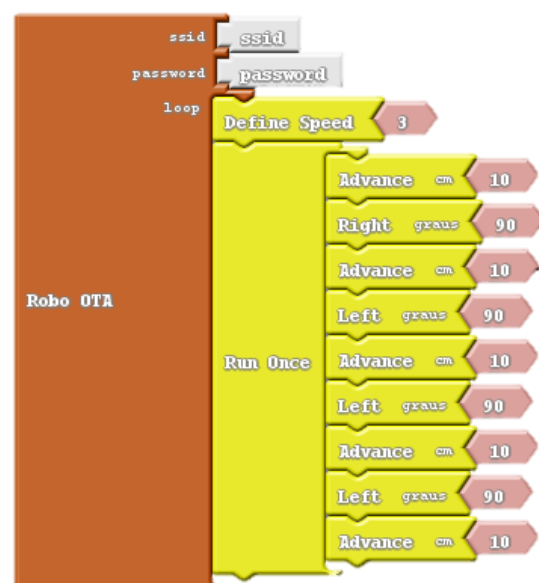 ssid ssid
password password
loop
Define Speed 3
Advance cm 10
Right graus 90
Advance cm 10
Robo OTA
Left graus 90
Run Once
Advance cm 10
Left graus 90
Advance cm 10
Left graus 90
Advance cm 10